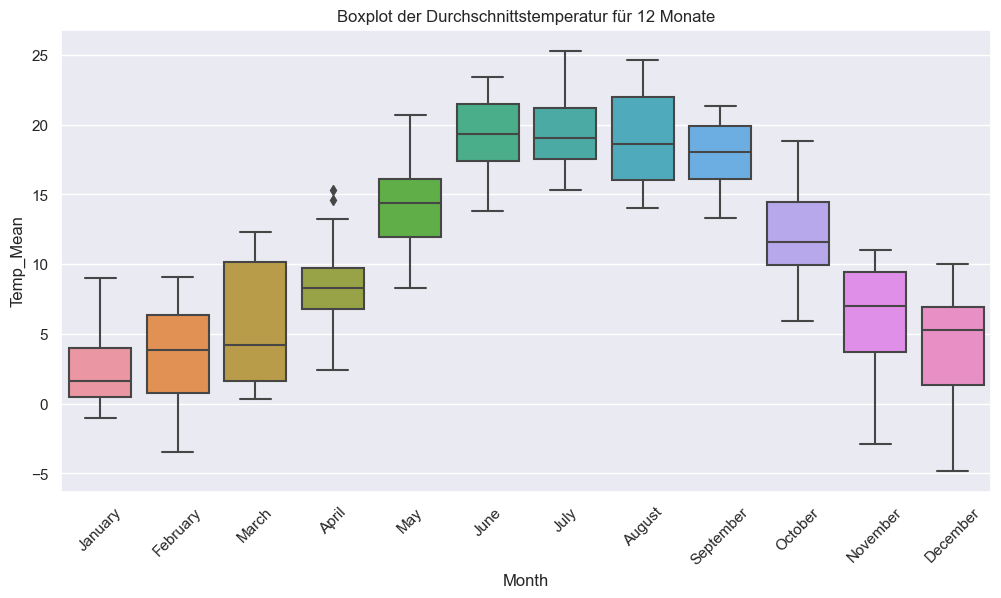 Boxplot der Durchschnittstemperatur für 12 Monate
Temp_Mean
25
20
15
10
5
0
−5
January
February
March
April
May
June
July
August
September
October
November
December
Month